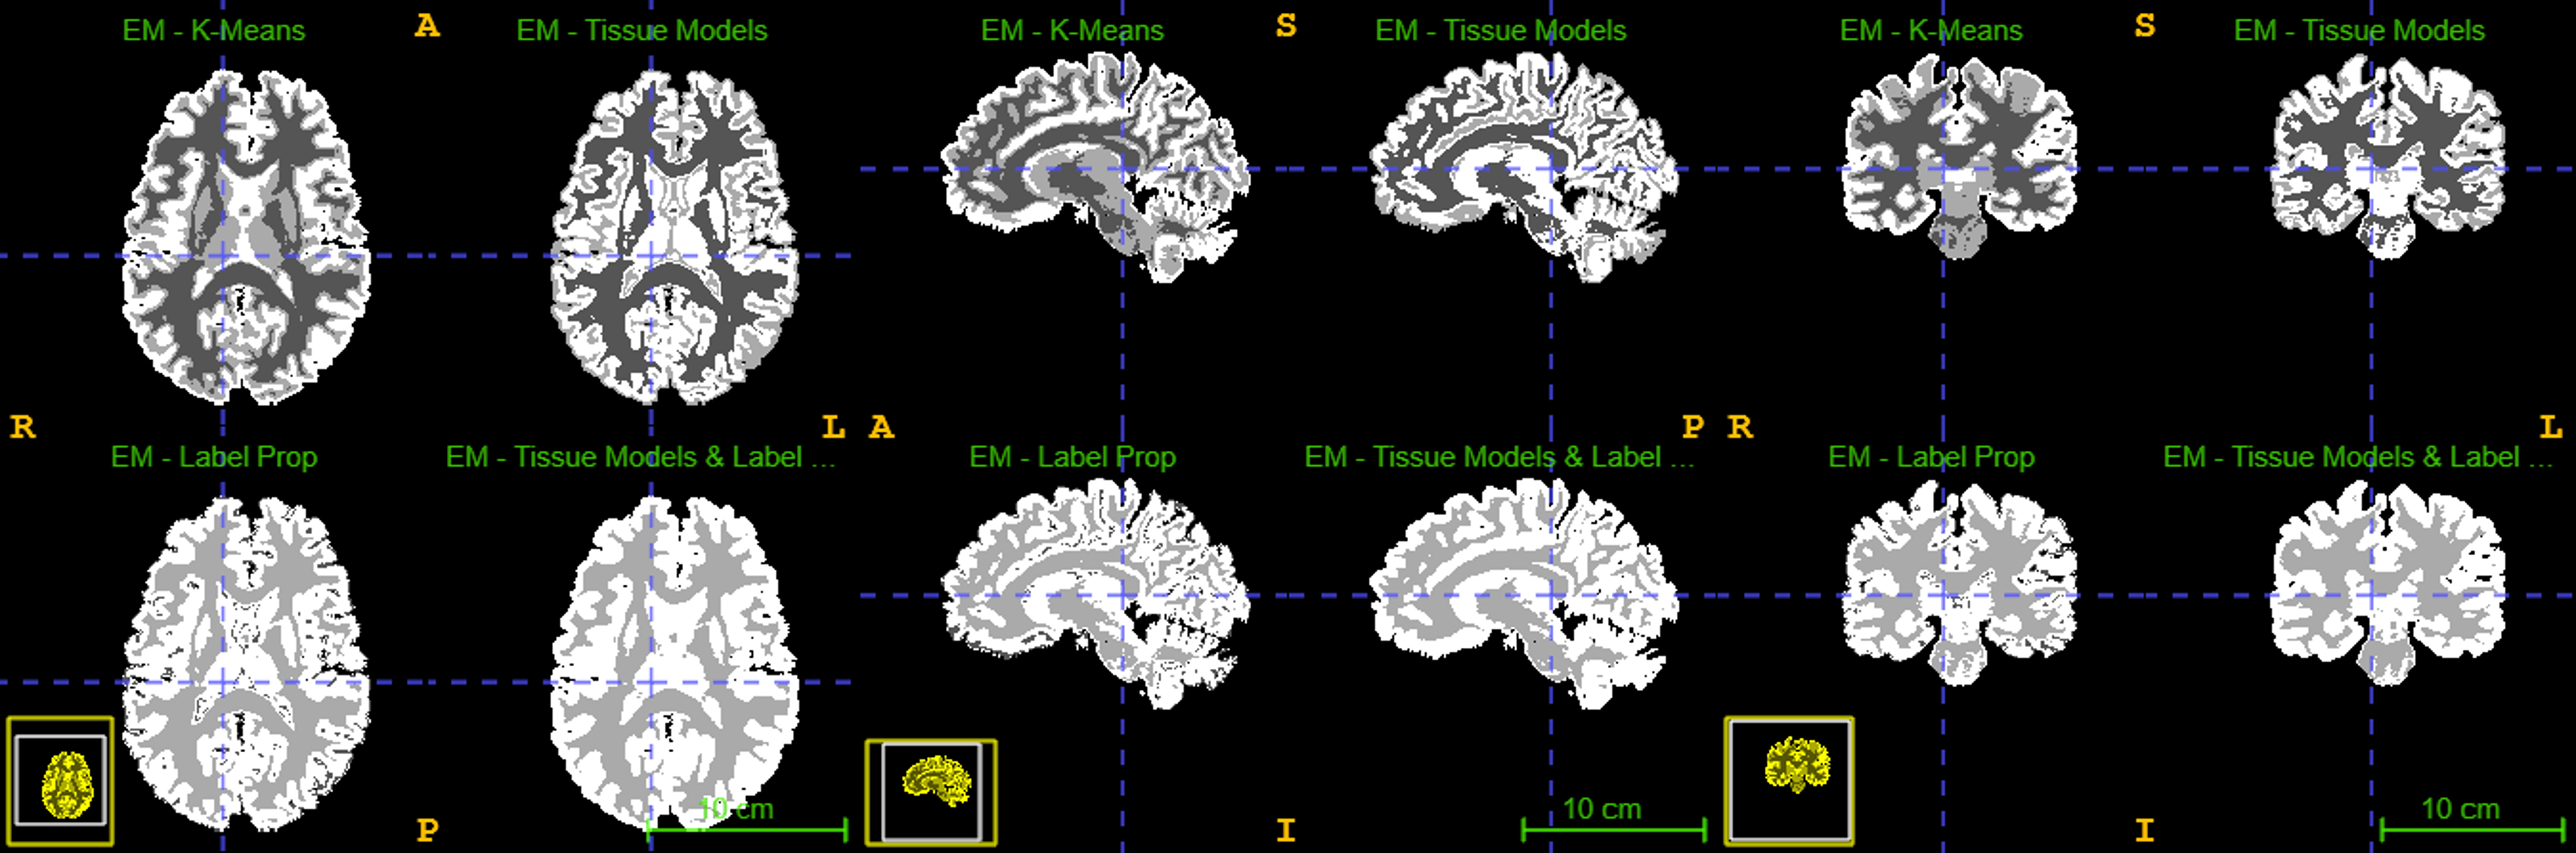 EM - K-Means A EM - Tissue Models EM - K-Means S EM - Tissue Models EM - K-Means S EM - Tissue Models
R L A P R L
EM - Label Prop EM - Tissue Models & Label ... EM - Label Prop EM - Tissue Models & Label ... EM - Label Prop EM - Tissue Models & Label ...
10 cm 10 cm 10 cm
P I I